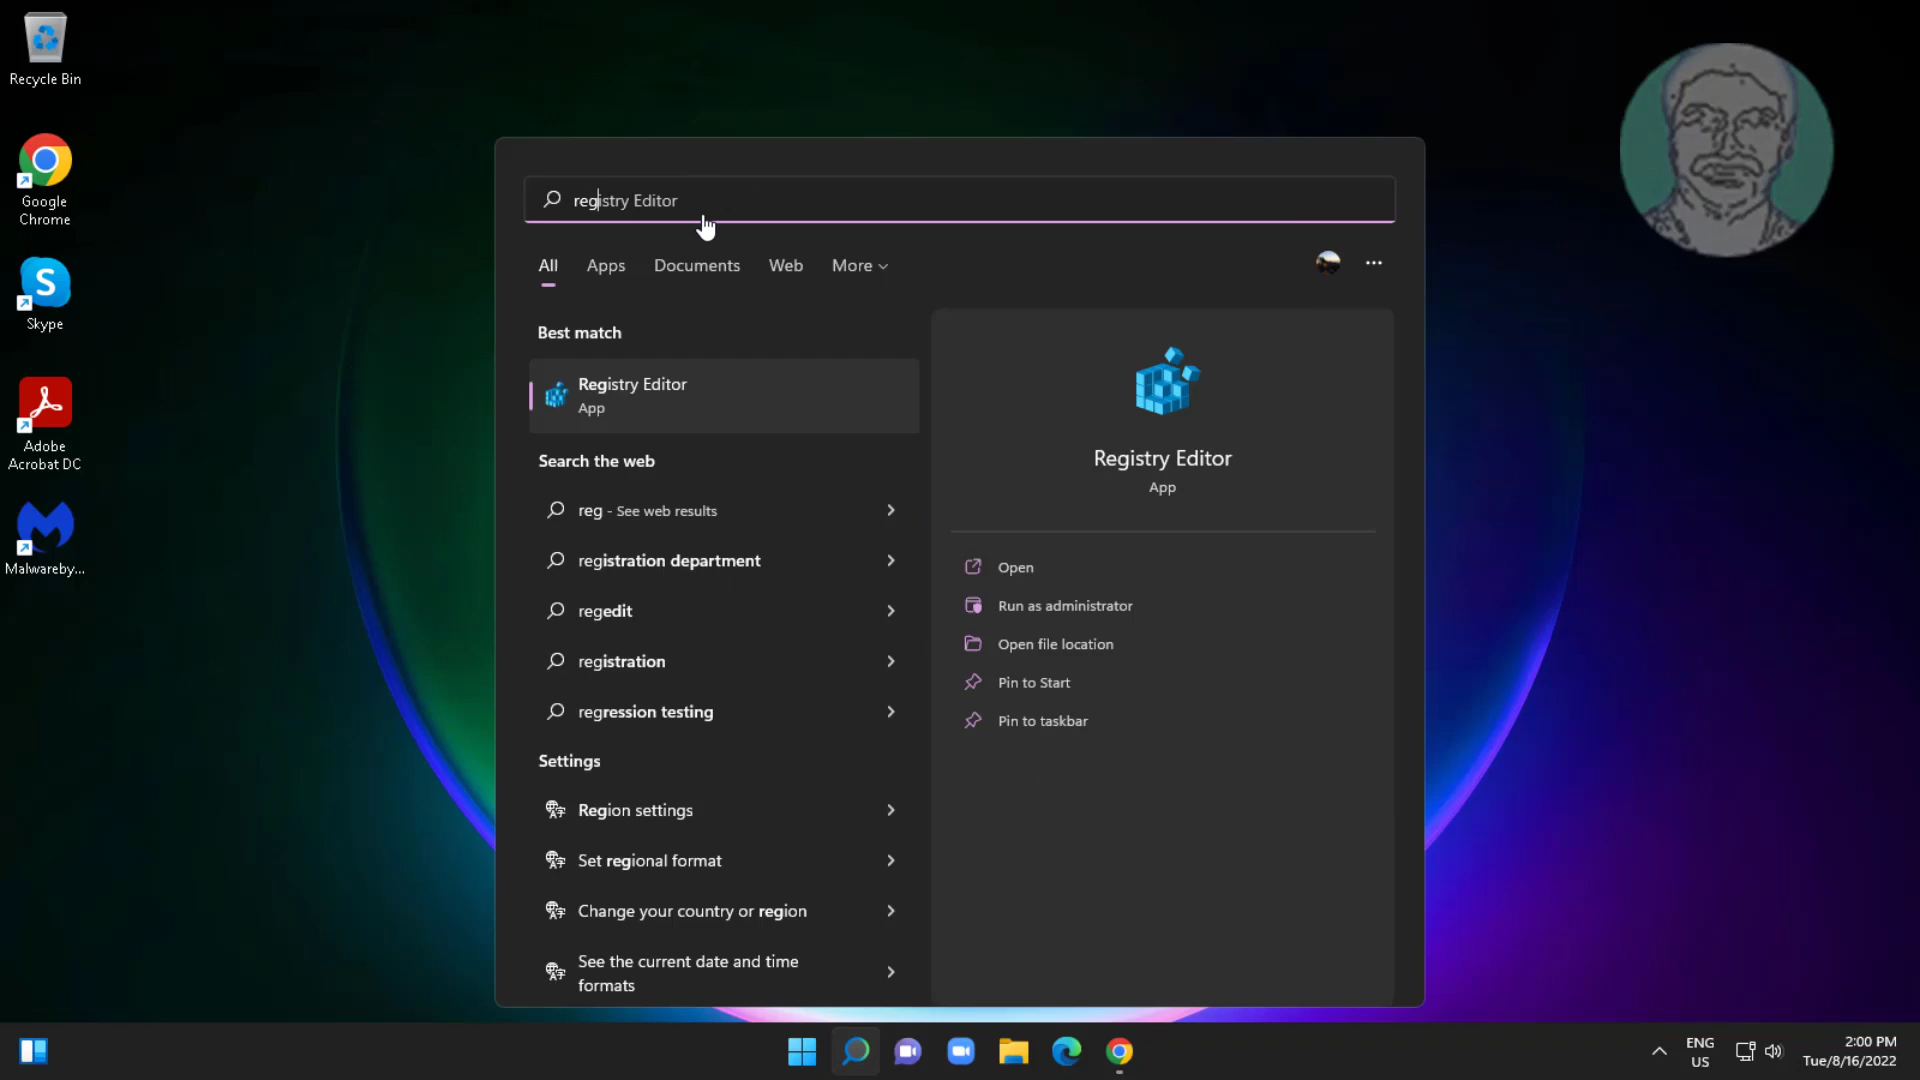 Recycle Bin
Google
Chrome
Skype
Adobe
Acrobat DC
Malwareby...
registry Editor
All Apps Documents Web More
Best match
Registry Editor
App
Search the web
reg - See web results
registration department
regedit
registration
regression testing
Settings
Region settings
Set regional format
Change your country or region
See the current date and time
formats
Registry Editor
App
Open
Run as administrator
Open file location
Pin to Start
Pin to taskbar
ENG
US
2:00 PM
Tue/8/16/2022